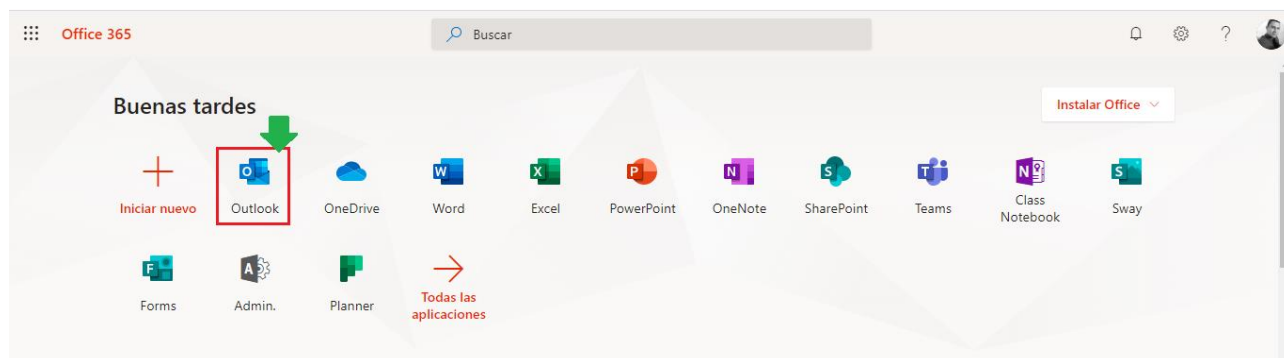 Office 365
Buscar
?
Buenas tardes
Instalar Office
Iniciar nuevo
Outlook
OneDrive
Word
Excel
PowerPoint
OneNote
SharePoint
Teams
Class
Notebook
Sway
Forms
Admin.
Planner
Todas las
aplicaciones